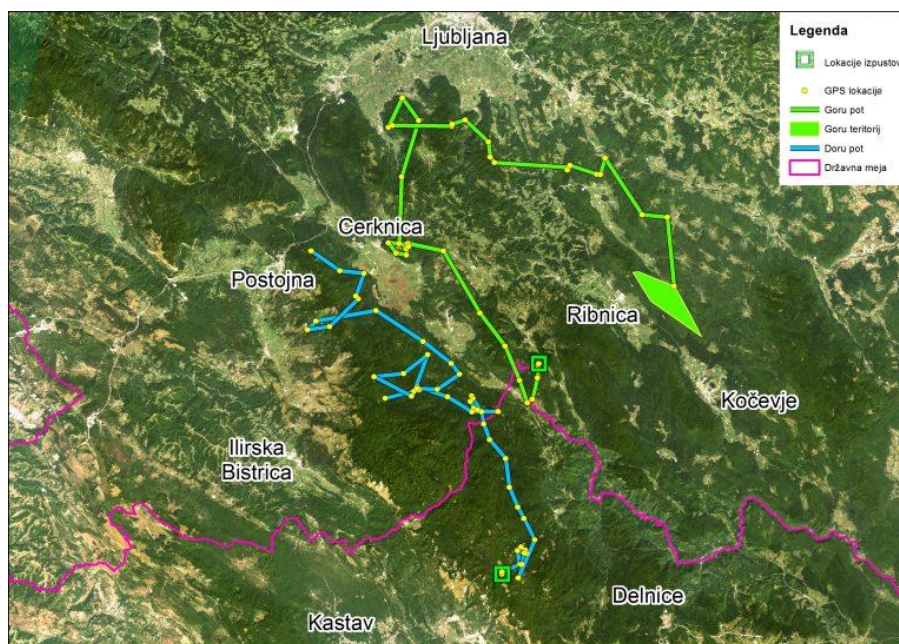 Ljubljana
Legenda
Lokacije izpustov
GPS lokacije
Goru pot
Goru teritorij
Doru pot
Državna meja
Cerknica
Postojna
Ribnica
Kočevje
Ilirska
Bistrica
Delnice
Kastav